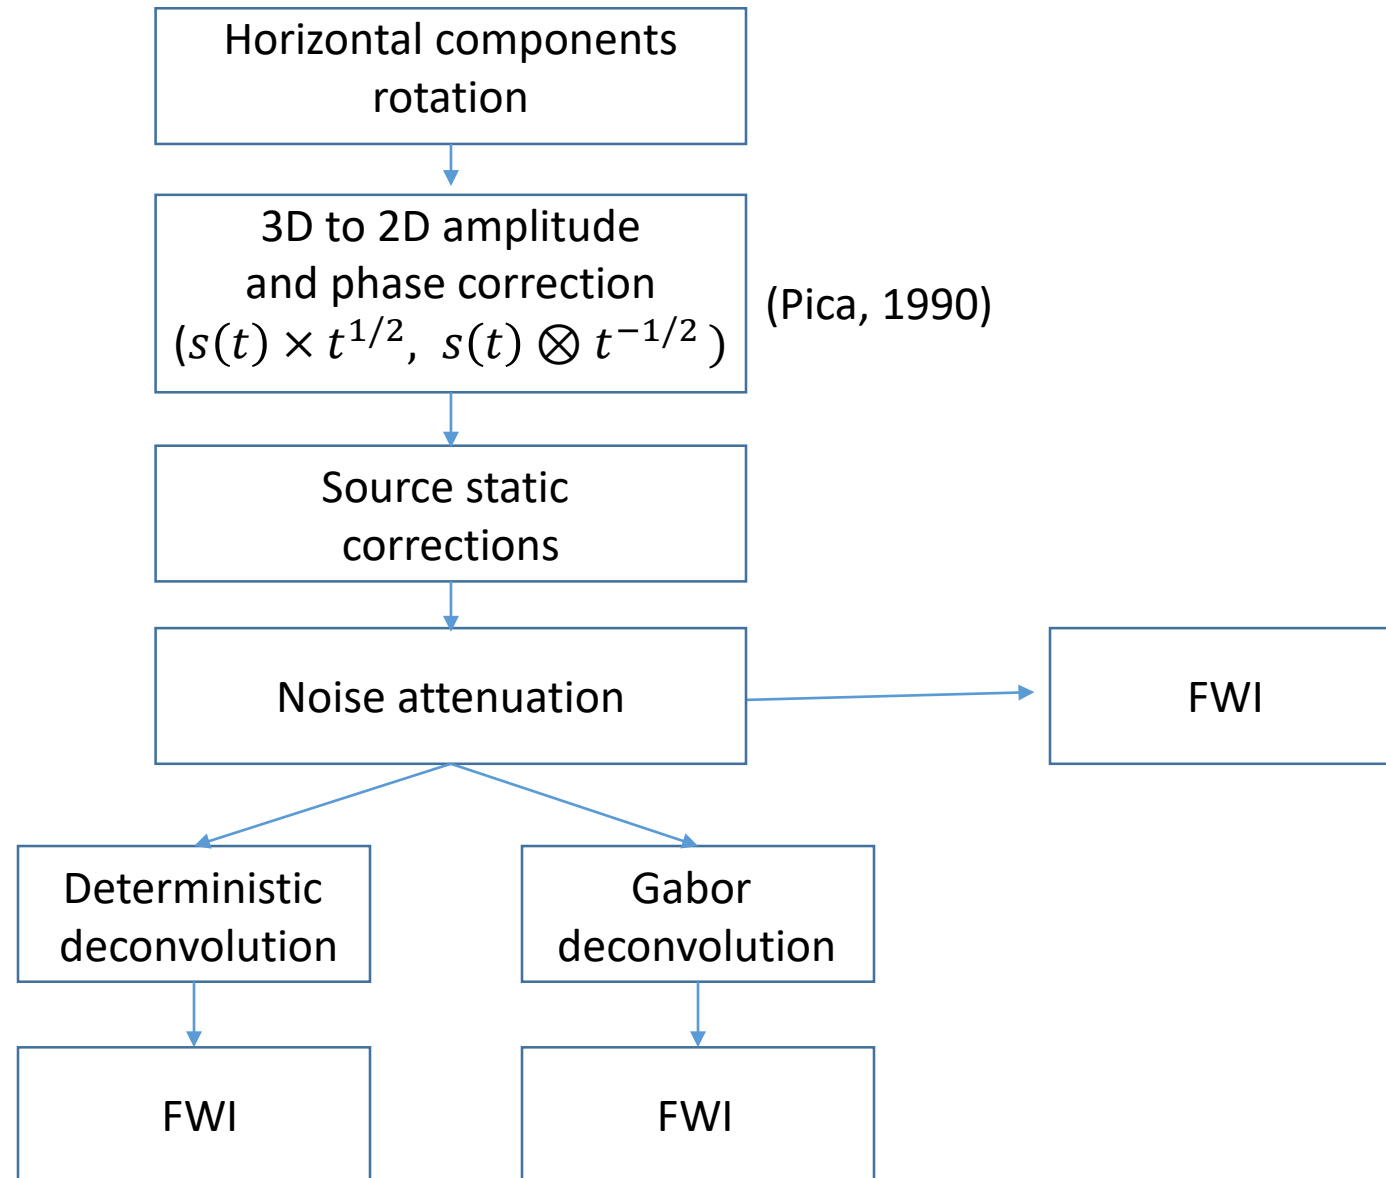 Horizontal components
rotation
3D to 2D amplitude
and phase correction
(s(t) × t^{1/2}, s(t) ⊗ t^{−1/2} )
(Pica, 1990)
Source static
corrections
Noise attenuation
FWI
Deterministic
deconvolution
Gabor
deconvolution
FWI
FWI